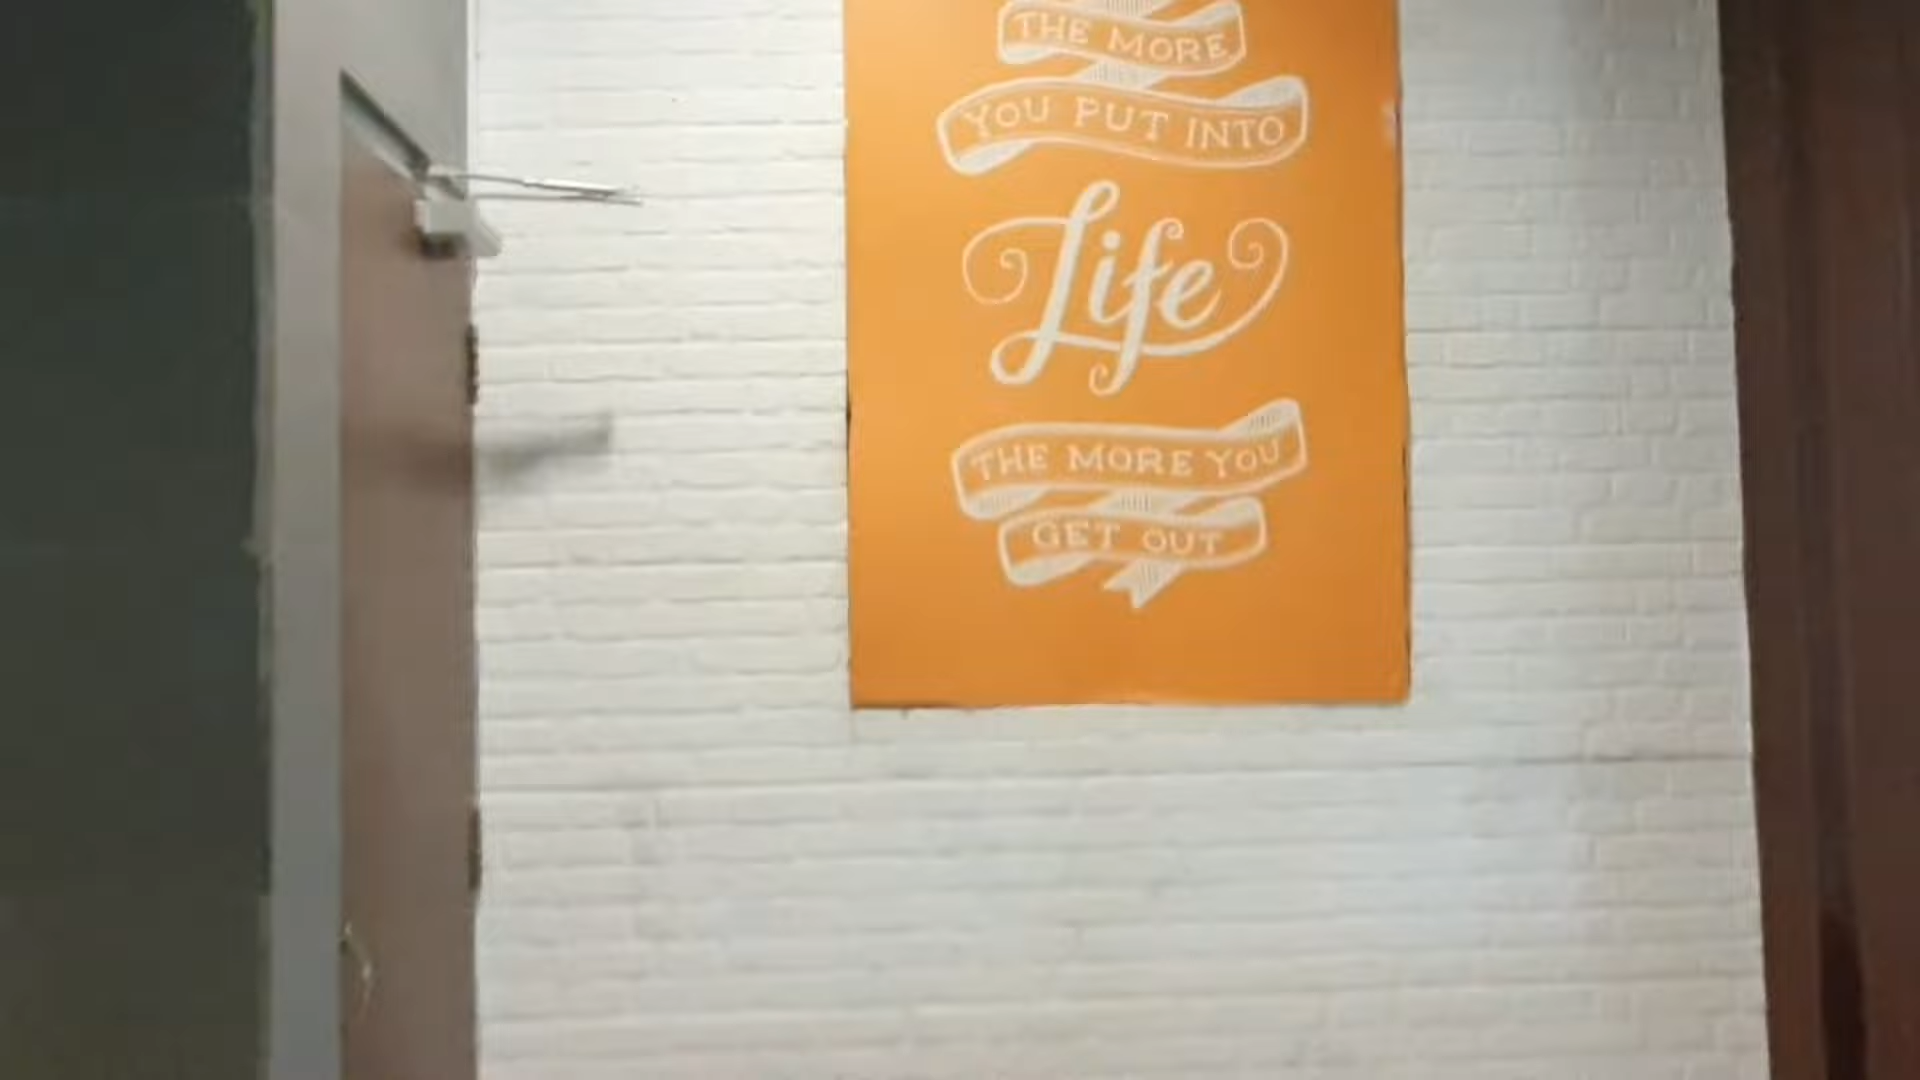 THE MORE
YOU PUT INTO
Life
THE MORE YOU
GET OUT